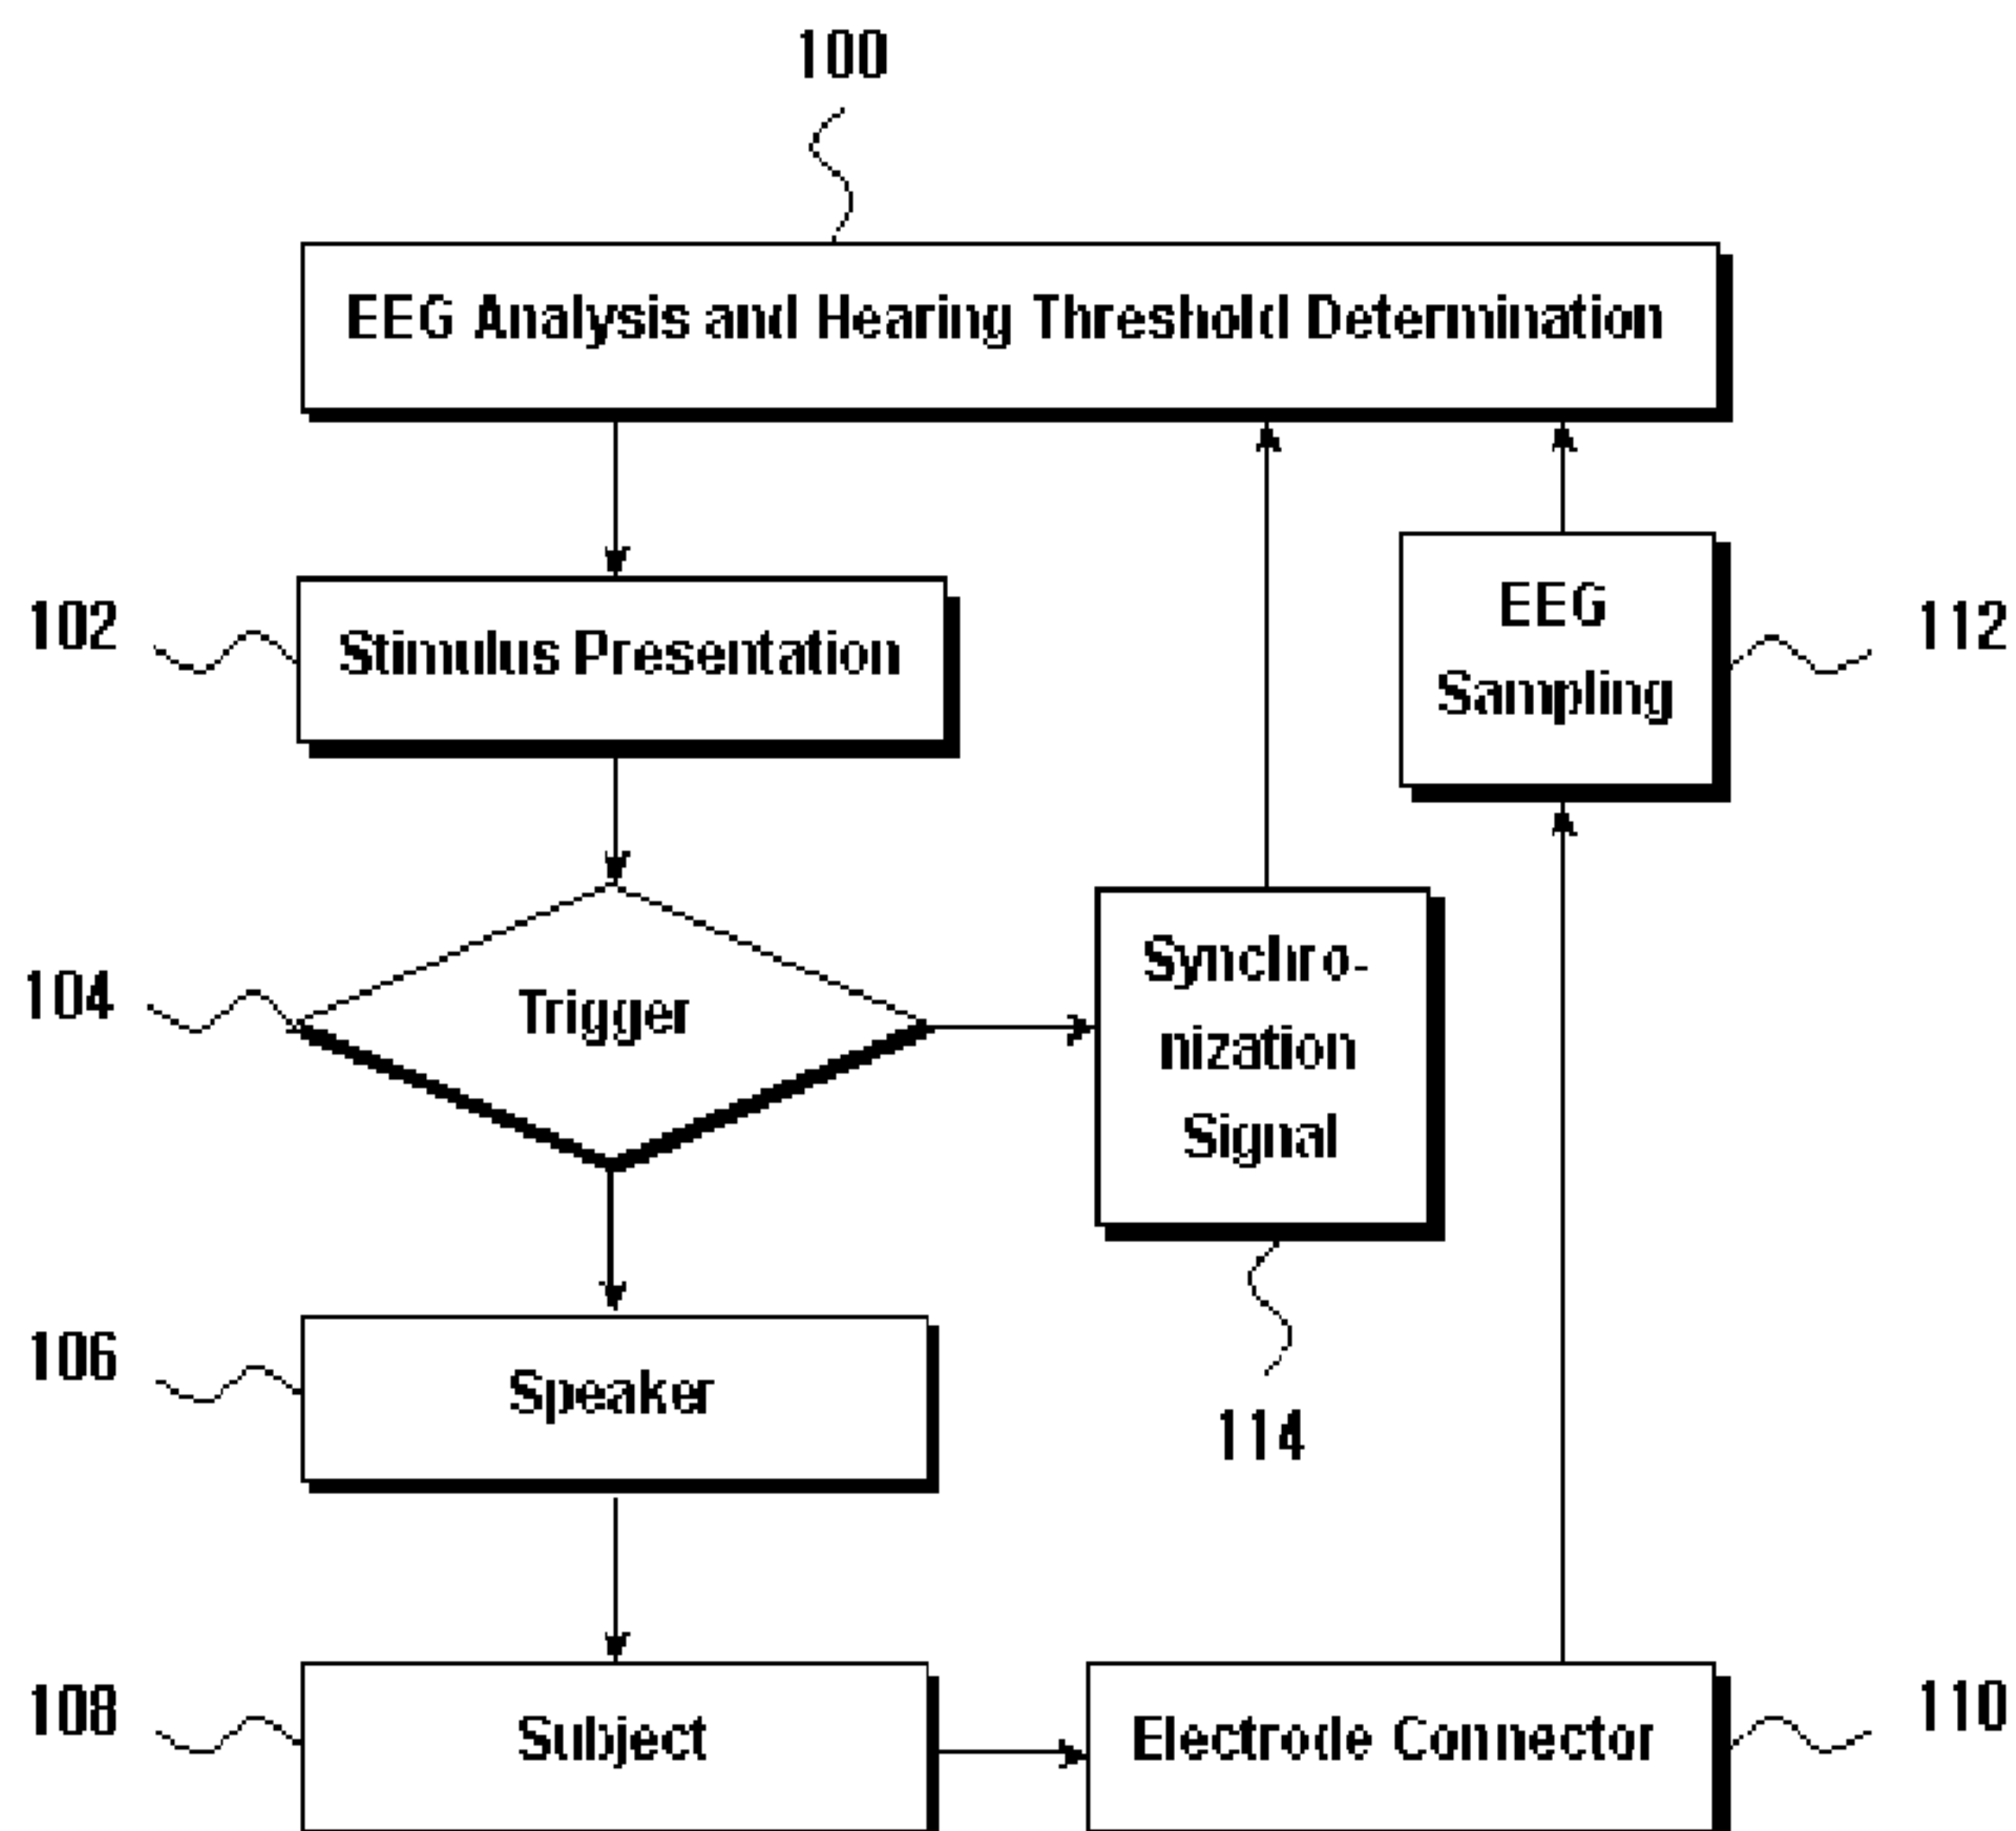 100
EEG Analysis and Hearing Threshold Determination
102
Stimulus Presentation
EEG
Sampling
112
104
Trigger
Synchro-
nization
Signal
106
Speaker
114
108
Subject
Electrode Connector
110